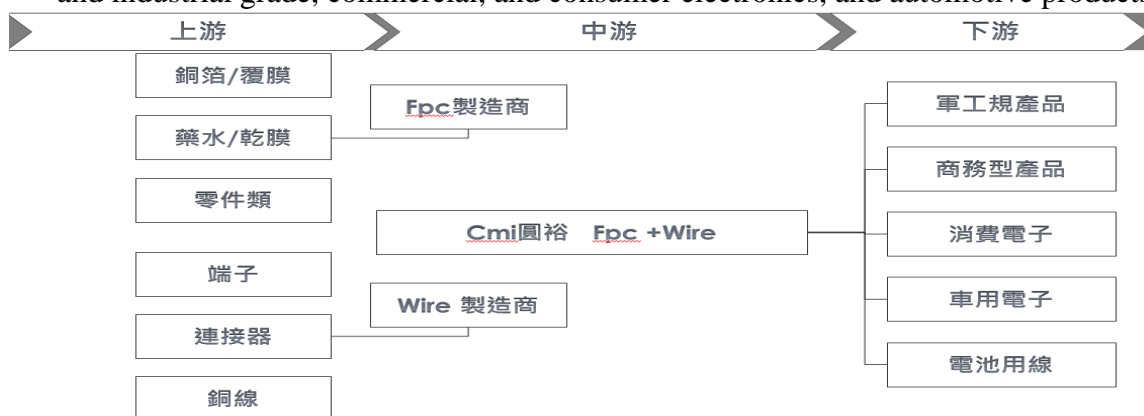 and industrial grade, commercial, and consumer electronics, and automotive products
上游
中游
下游
銅箔/覆膜
藥水/乾膜
零件類
端子
連接器
銅線
Fpc製造商
Cmi圓裕 Fpc +Wire
Wire 製造商
軍工規產品
商務型產品
消費電子
車用電子
電池用線